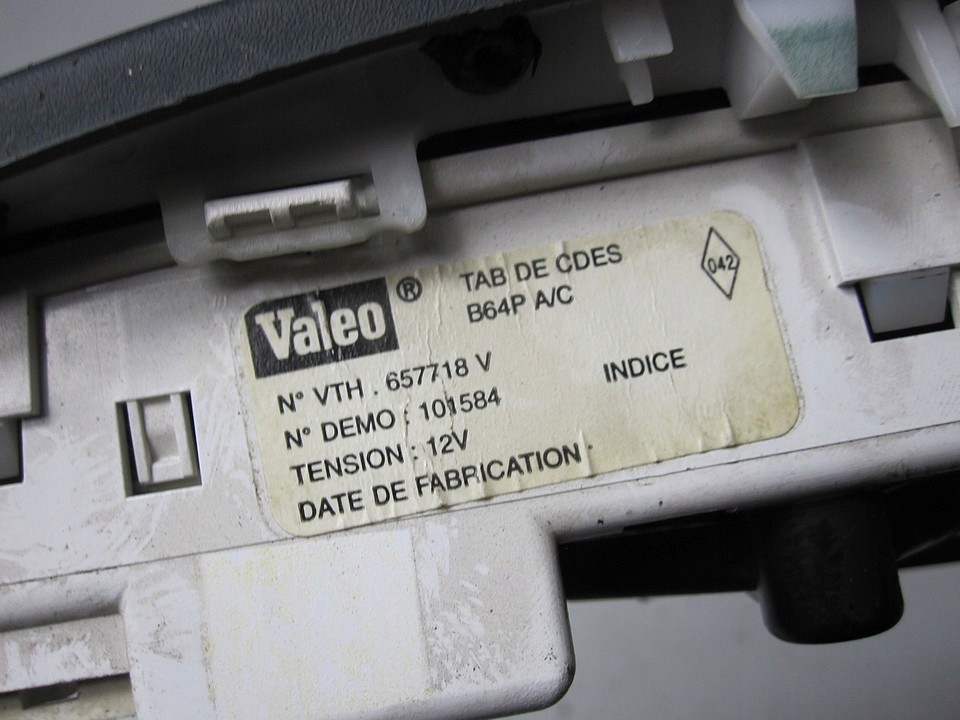 Valeo ® TAB DE CDES
B64P A/C
042
N° VTH . 657718 V
INDICE
N° DEMO : 101584
TENSION : 12V
DATE DE FABRICATION :